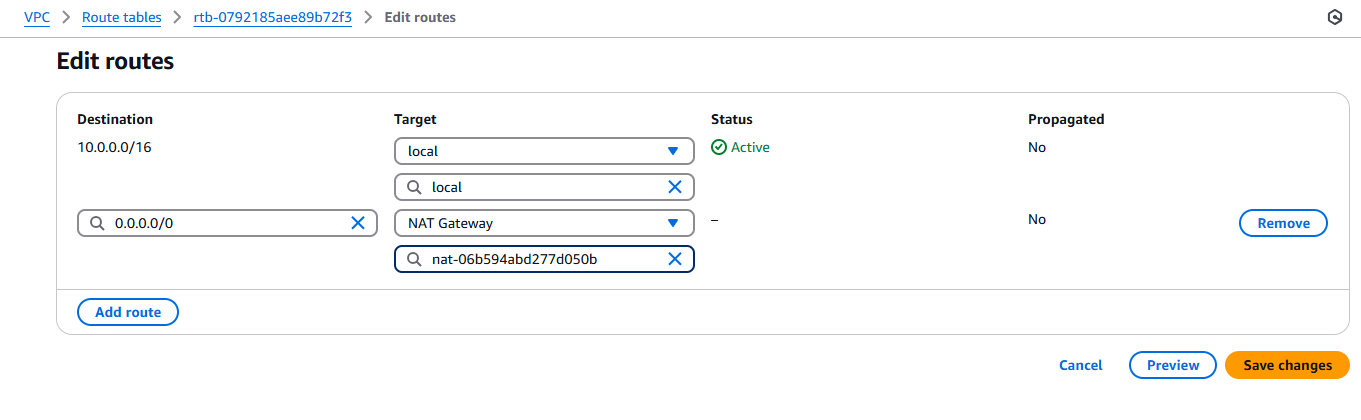 VPC > Route tables > rtb-0792185aee89b72f3 > Edit routes
Edit routes
Destination Target Status Propagated
10.0.0.0/16 local Active No
local
0.0.0.0/0 NAT Gateway – No Remove
nat-06b594abd277d050b
Add route
Cancel Preview Save changes